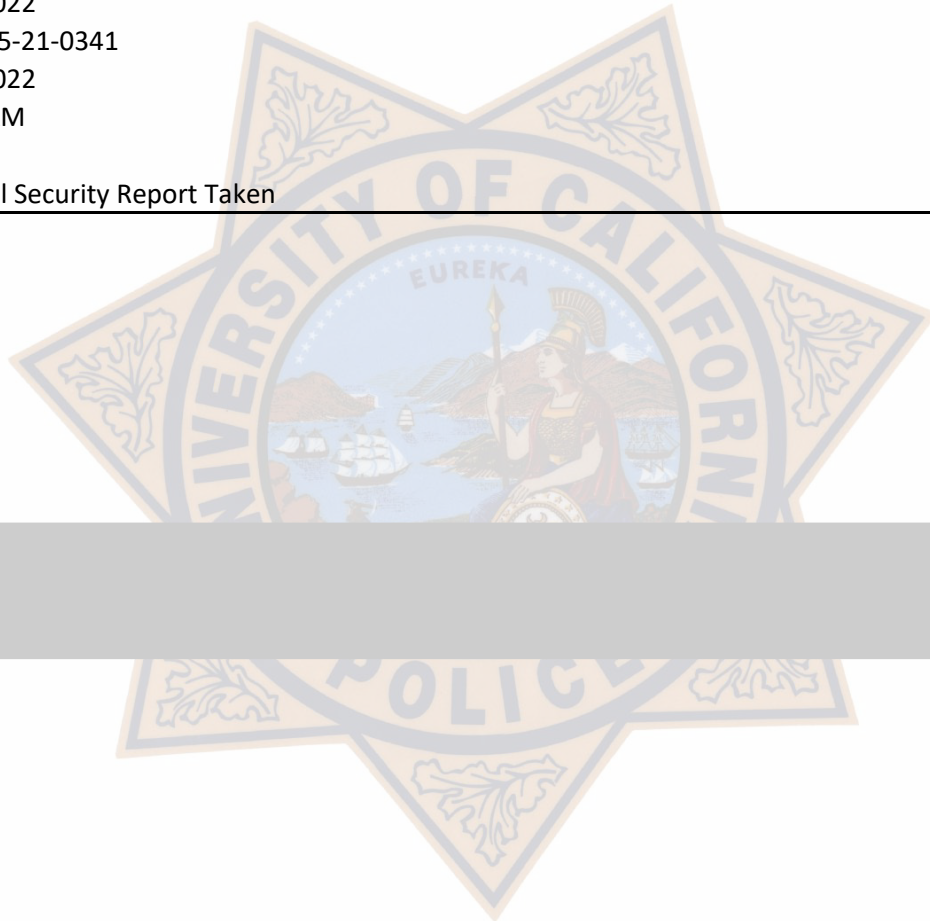 022
5-21-0341
022
M
l Security Report Taken
UNIVERSITY OF CALIFORNIA
EUREKA
POLICE